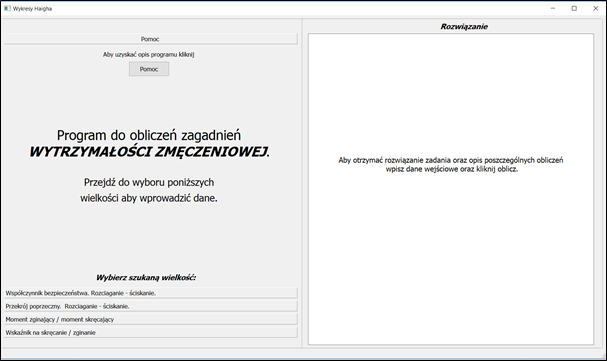 Wykresy Haigha
Pomoc
Aby uzyskać opis programu kliknij
Pomoc
Program do obliczeń zagadnień
WYTRZYMAŁOŚCI ZMĘCZENIOWEJ.
Przejdź do wyboru poniższych
wielkości aby wprowadzić dane.
Wybierz szukaną wielkość:
Współczynnik bezpieczeństwa. Rozciaganie - ściskanie.
Przekrój poprzeczny. Rozciaganie - ściskanie.
Moment zginający / moment skręcający
Wskaźnik na skręcanie / zginanie
Rozwiązanie
Aby otrzymać rozwiązanie zadania oraz opis poszczególnych obliczeń
wpisz dane wejściowe oraz kliknij oblicz.